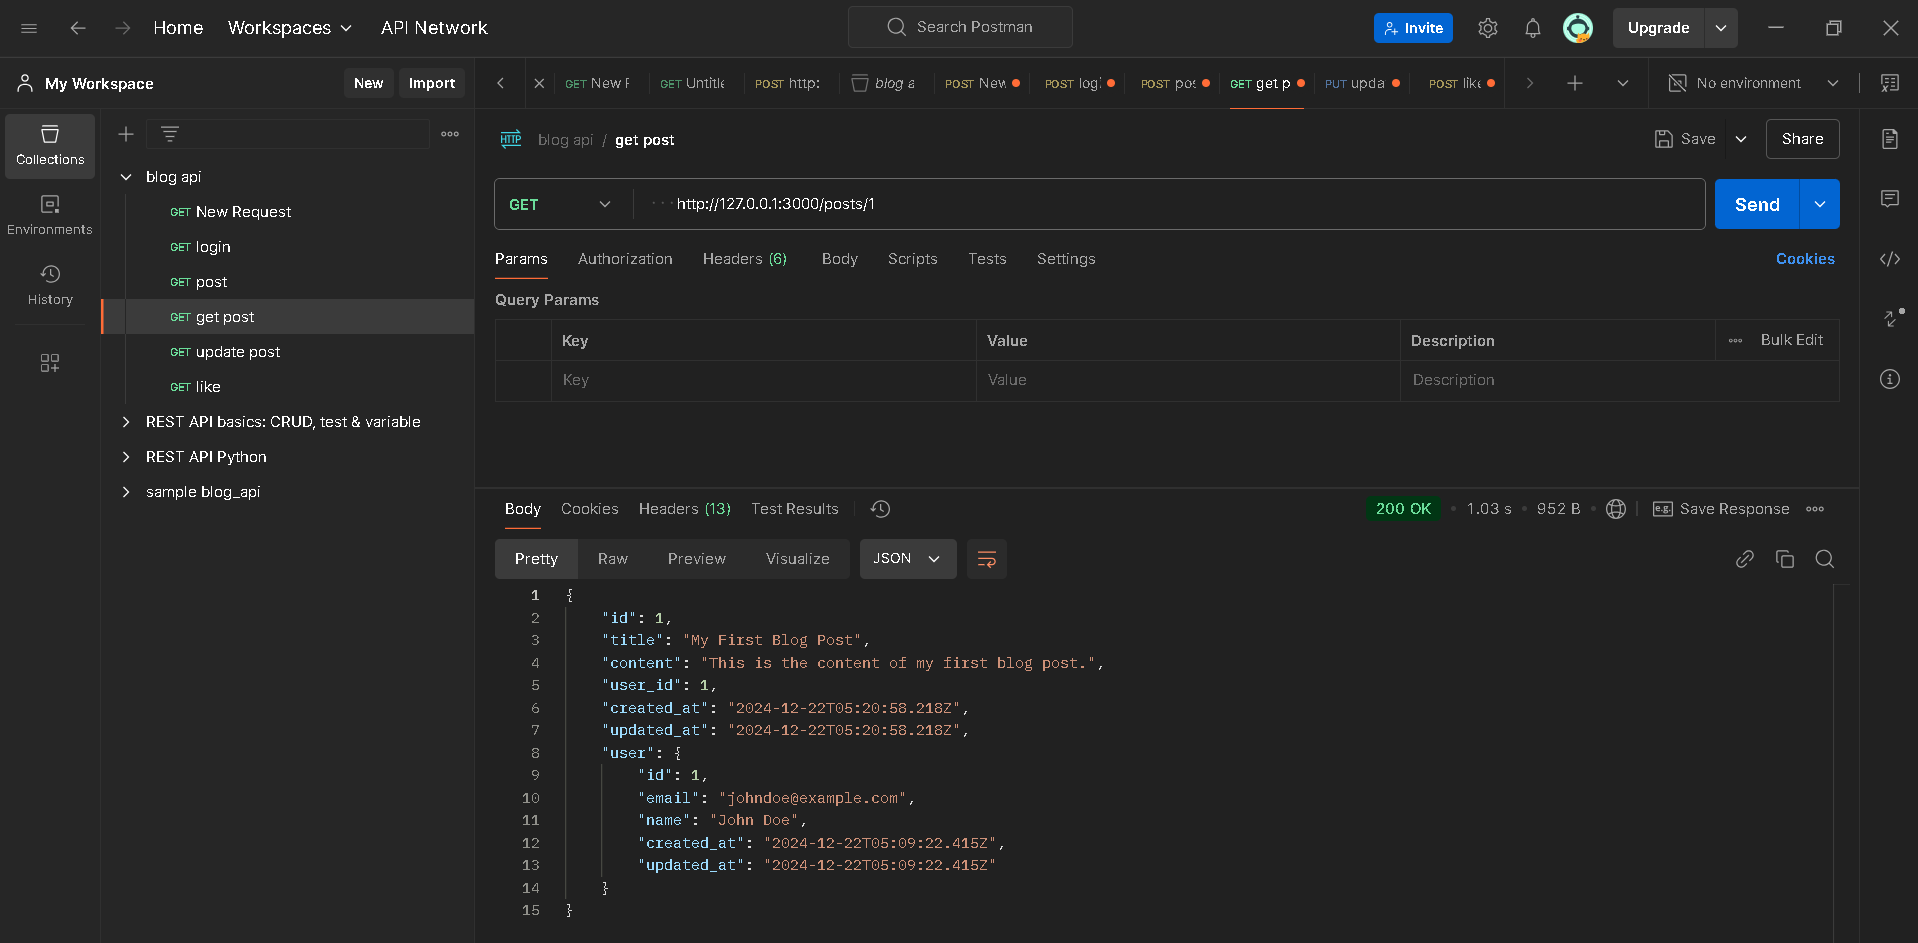 Home Workspaces API Network Search Postman Invite Upgrade
My Workspace New Import GET New F GET Untitle POST http: blog a POST New POST logi POST pos GET get p PUT upda POST like No environment
Collections
Environments
History
blog api
GET New Request
GET login
GET post
GET get post
GET update post
GET like
REST API basics: CRUD, test & variable
REST API Python
sample blog_api
HTTP blog api / get post Save Share
GET http://127.0.0.1:3000/posts/1 Send
Params Authorization Headers (6) Body Scripts Tests Settings Cookies
Query Params
Key Value Description Bulk Edit
Key Value Description
Body Cookies Headers (13) Test Results 200 OK • 1.03 s • 952 B • e.g. Save Response
Pretty Raw Preview Visualize JSON
1 {
2 "id": 1,
3 "title": "My First Blog Post",
4 "content": "This is the content of my first blog post.",
5 "user_id": 1,
6 "created_at": "2024-12-22T05:20:58.218Z",
7 "updated_at": "2024-12-22T05:20:58.218Z",
8 "user": {
9 "id": 1,
10 "email": "johndoe@example.com",
11 "name": "John Doe",
12 "created_at": "2024-12-22T05:09:22.415Z",
13 "updated_at": "2024-12-22T05:09:22.415Z"
14 }
15 }